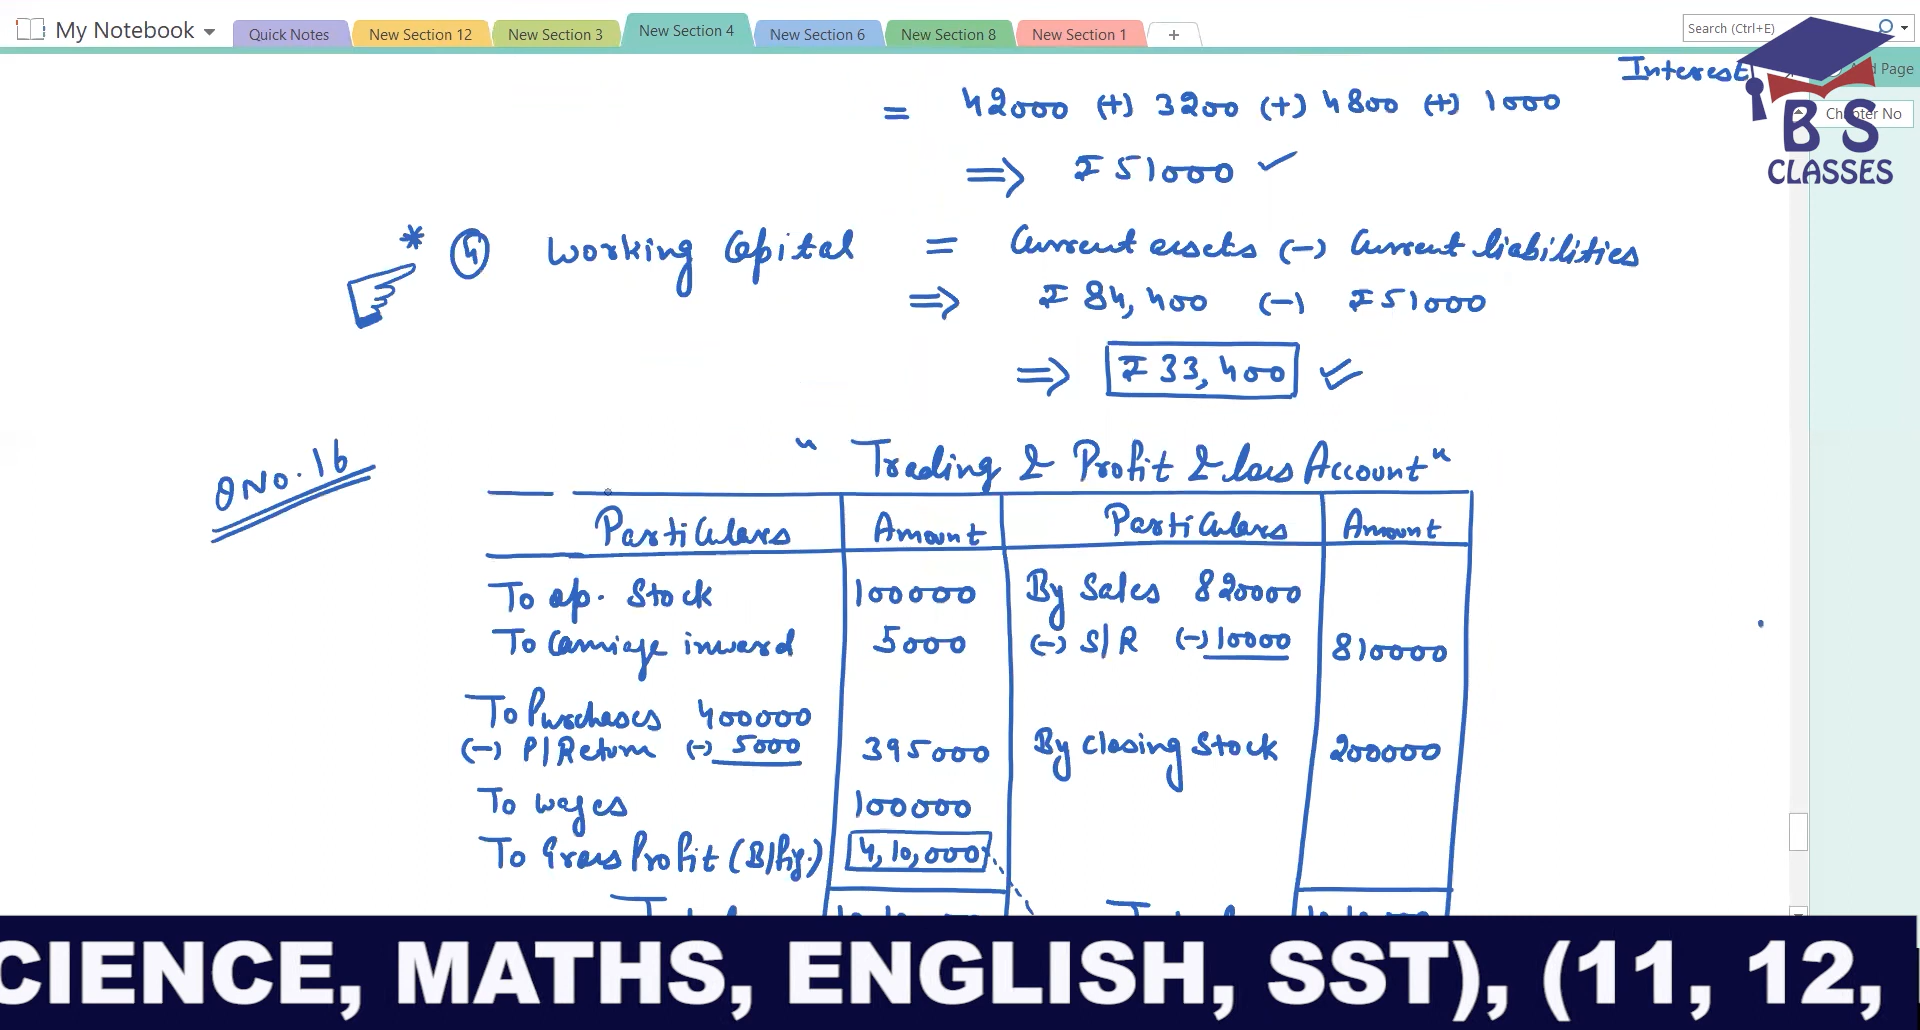 My Notebook
Quick Notes
New Section 12
New Section 3
New Section 4
New Section 6
New Section 8
New Section 1
+
Search (Ctrl+E)
Interest
Page
No
BS
CLASSES
= 42000 (+) 3200 (+) 4800 (+) 1000
⇒ ₹51000 ✓
* ④ Working Capital = Current assets (-) Current liabilities
⇒ ₹84,400 (-) ₹51000
⇒ ₹33,400
Q NO. 16
" Trading & Profit & loss Account "
Particulars Amount Particulars Amount
To op. Stock 100000 By Sales 820000
To Carriage inward 5000 (-) S/R (-) 10000 810000
To Purchases 400000
(-) P/Return (-) 5000 395000 By Closing Stock 200000
To wages 100000
To Gross Profit (B/fig.) 4,10,000
CIENCE, MATHS, ENGLISH, SST), (11, 12,